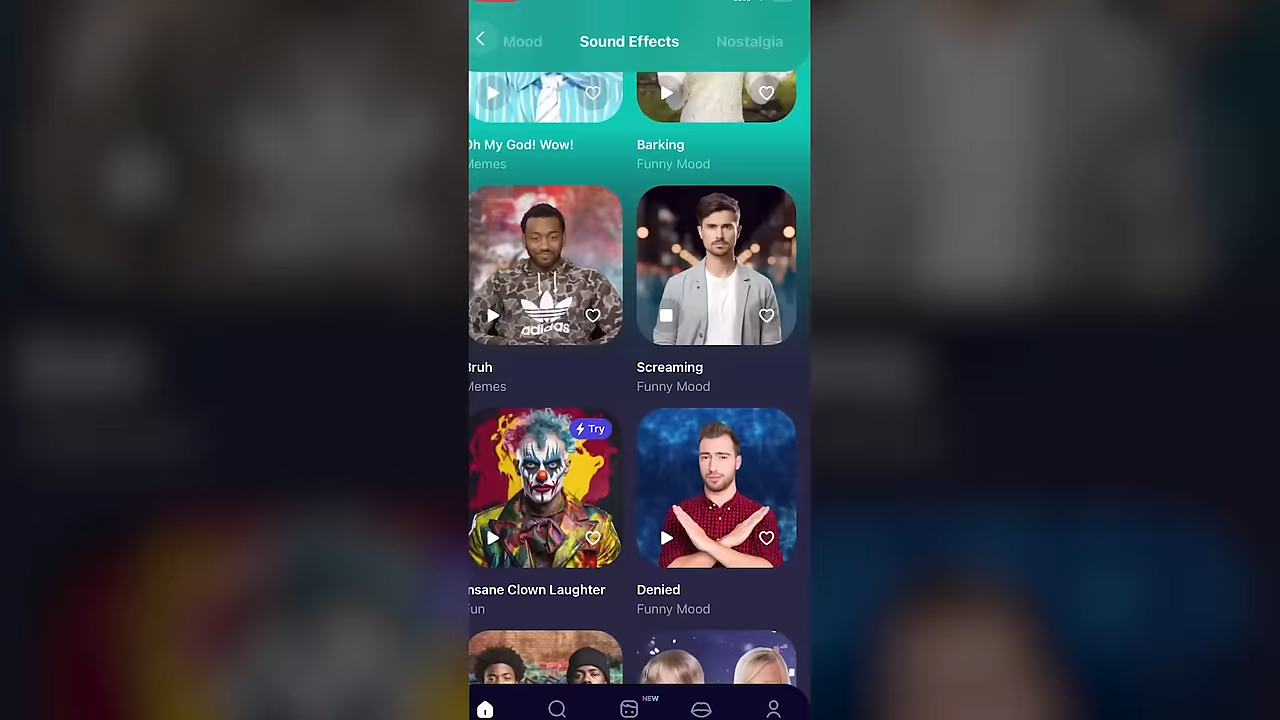 Mood Sound Effects Nostalgia
Oh My God! Wow! Barking
Memes Funny Mood
adidas
Bruh Screaming
Memes Funny Mood
Try
Insane Clown Laughter Denied
Fun Funny Mood
NEW